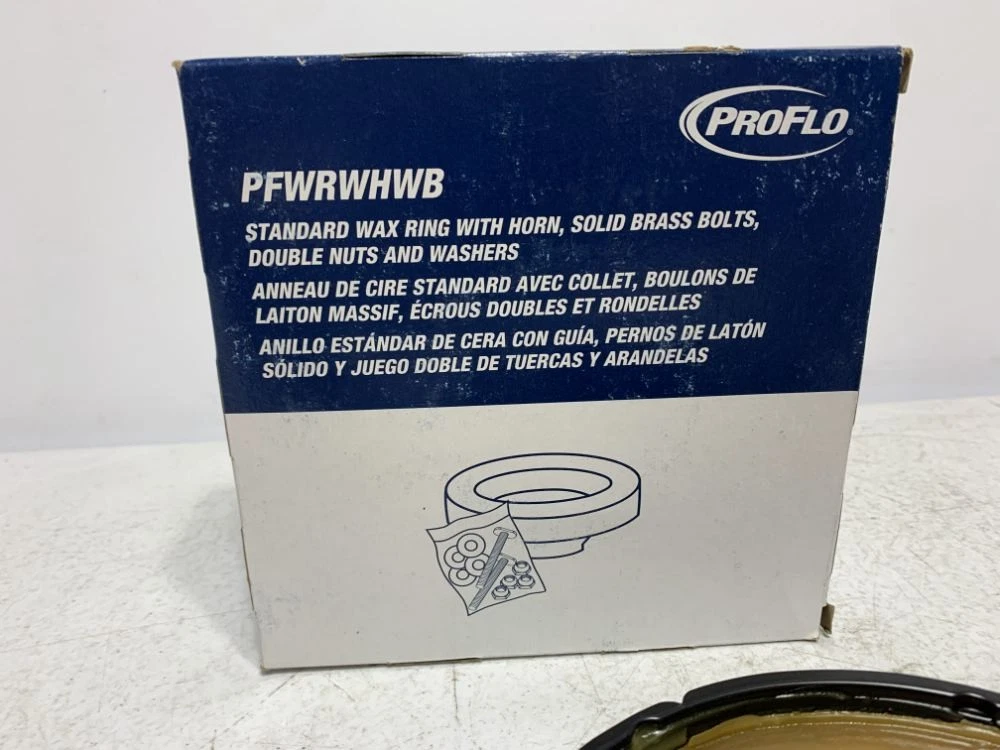 PROFLO®
PFWRWHWB
STANDARD WAX RING WITH HORN, SOLID BRASS BOLTS,
DOUBLE NUTS AND WASHERS
ANNEAU DE CIRE STANDARD AVEC COLLET, BOULONS DE
LAITON MASSIF, ÉCROUS DOUBLES ET RONDELLES
ANILLO ESTÁNDAR DE CERA CON GUÍA, PERNOS DE LATÓN
SÓLIDO Y JUEGO DOBLE DE TUERCAS Y ARANDELAS